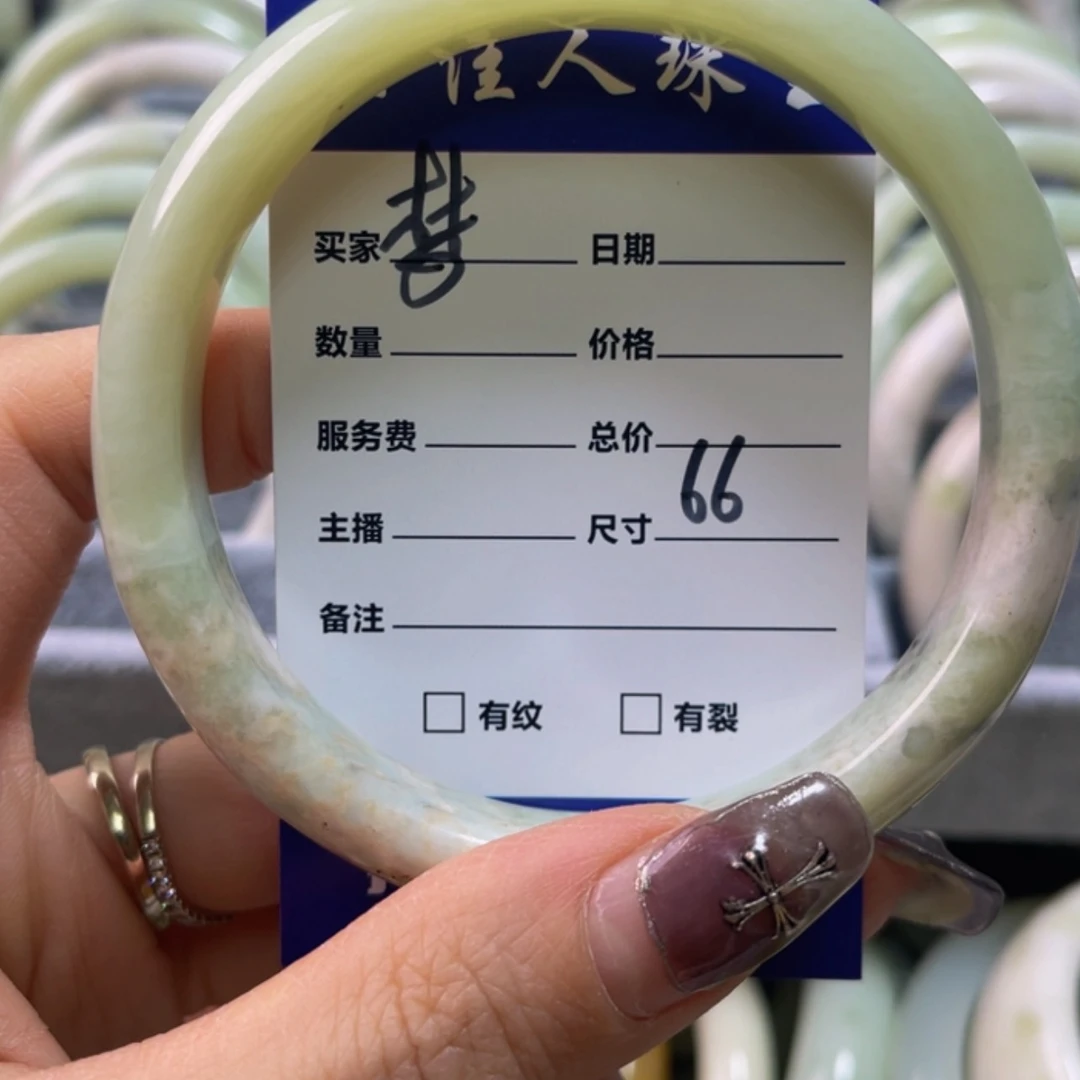 佳人珠
买家 梦 日期
数量 价格
服务费 总价
主播 尺寸 66
备注
有纹 有裂